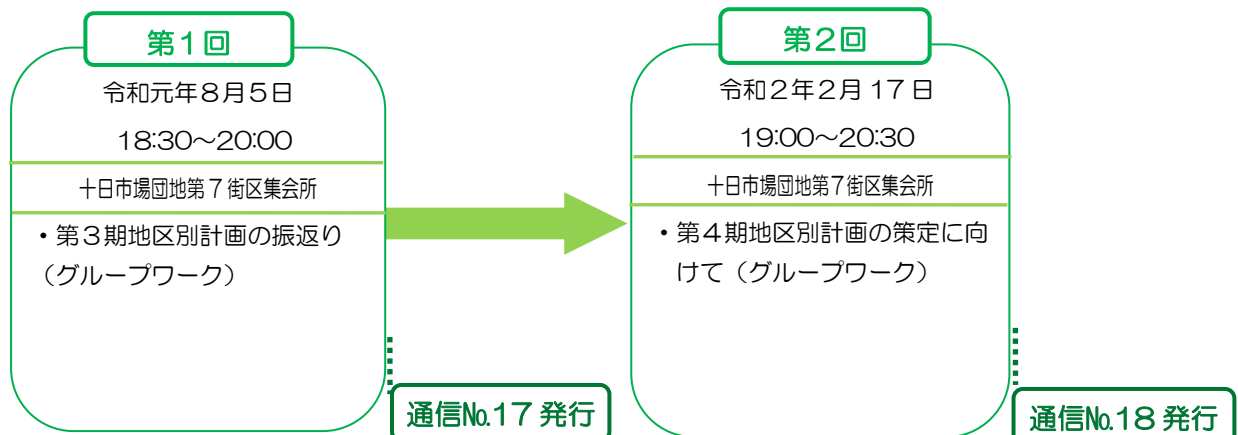 第１回
令和元年８月５日
18:30～20:00
十日市場団地第７街区集会所
・第３期地区別計画の振返り
（グループワーク）
通信№17 発行
第２回
令和２年２月 17 日
19:00～20:30
十日市場団地第７街区集会所
・第４期地区別計画の策定に向
けて（グループワーク）
通信№18 発行